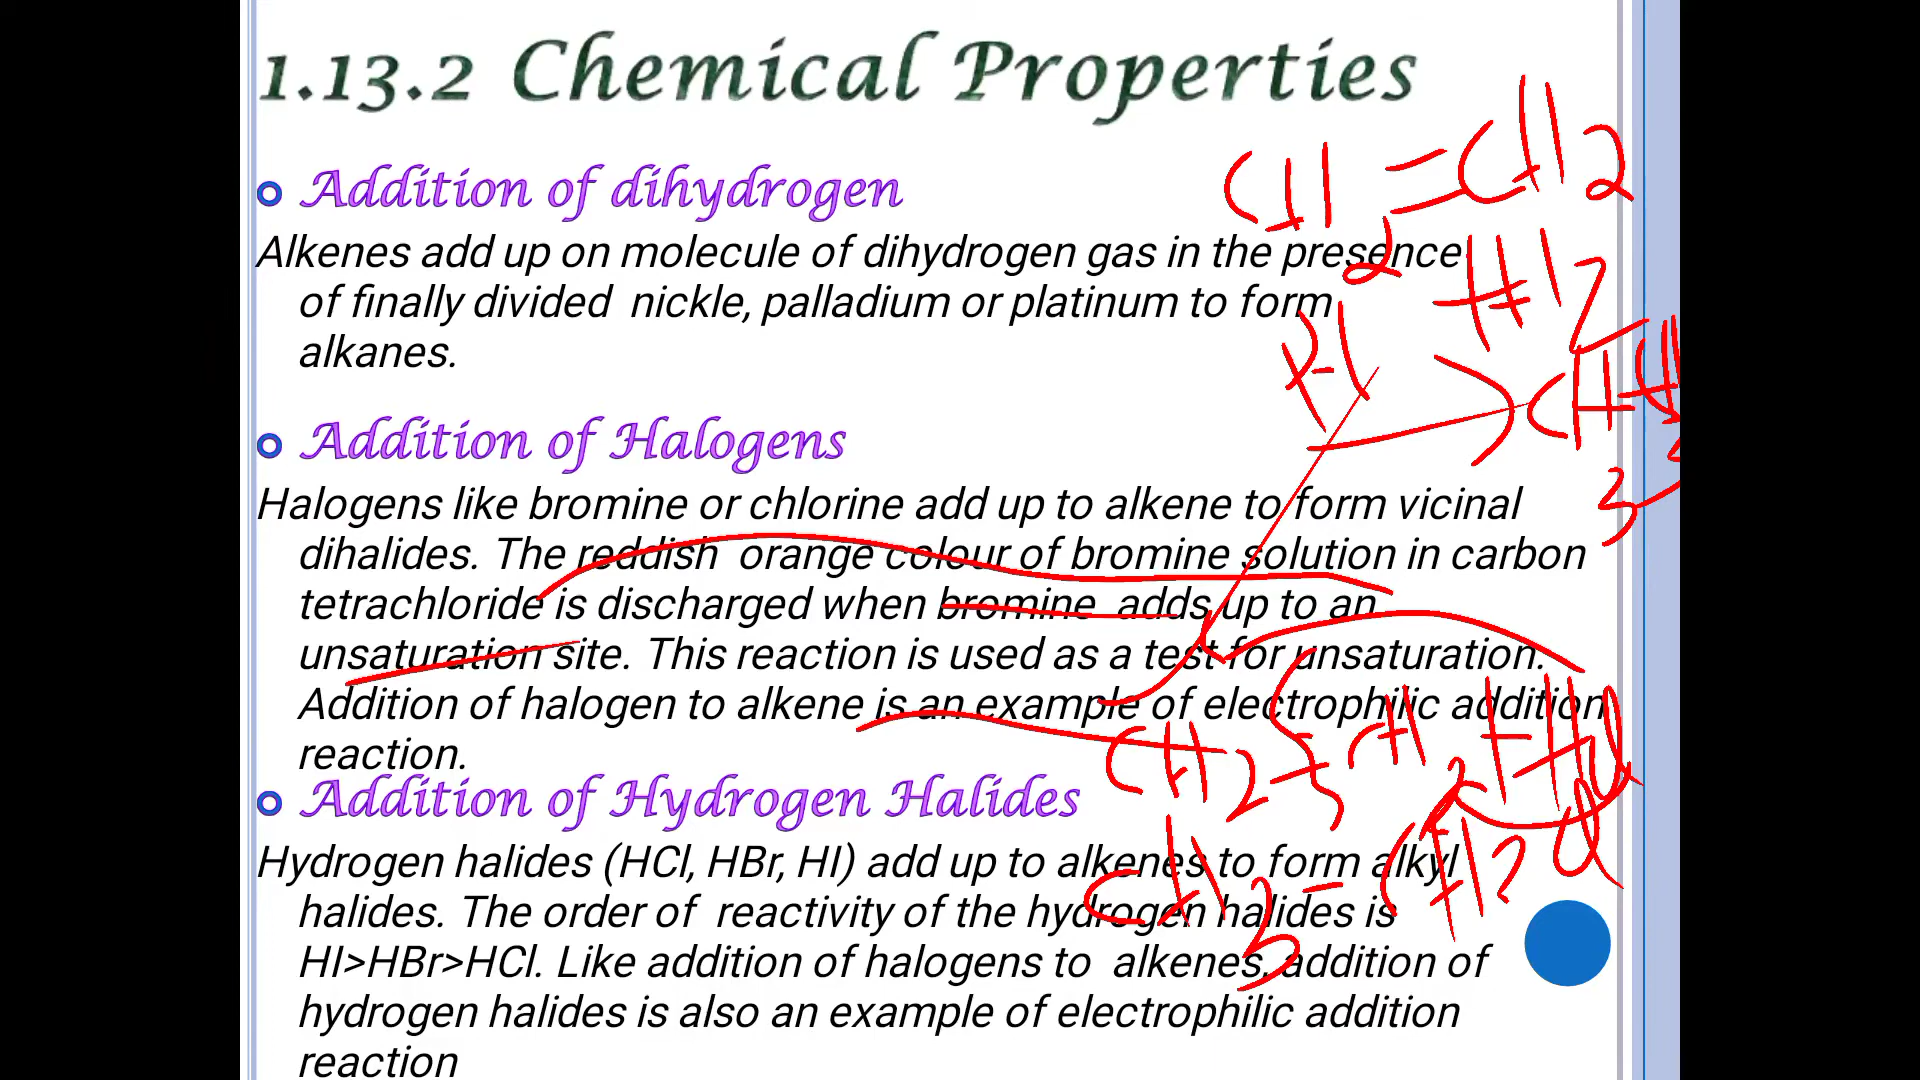 1.13.2 Chemical Properties
Addition of dihydrogen
Alkenes add up on molecule of dihydrogen gas in the presence
of finally divided nickle, palladium or platinum to form
alkanes.
Addition of Halogens
Halogens like bromine or chlorine add up to alkene to form vicinal
dihalides. The reddish orange colour of bromine solution in carbon
tetrachloride is discharged when bromine adds up to an
unsaturation site. This reaction is used as a test for unsaturation.
Addition of halogen to alkene is an example of electrophilic addition
reaction.
Addition of Hydrogen Halides
Hydrogen halides (HCl, HBr, HI) add up to alkenes to form alkyl
halides. The order of reactivity of the hydrogen halides is
HI>HBr>HCl. Like addition of halogens to alkenes, addition of
hydrogen halides is also an example of electrophilic addition
reaction
CH2=CH2
+H2
CH2=CH2+HCl
CH3-CH2Cl